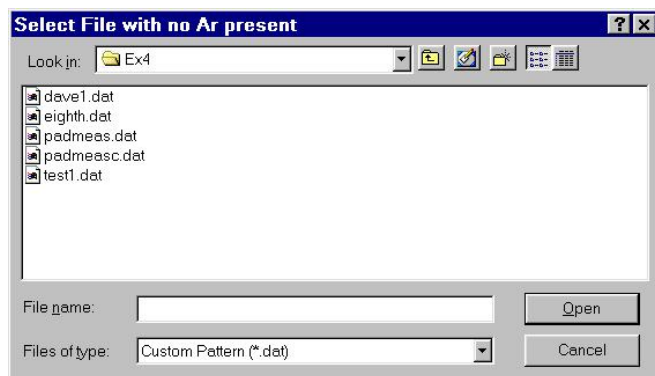 Select File with no Ar present
Look in: Ex4
dave1.dat
eighth.dat
padmeas.dat
padmeasc.dat
test1.dat
File name: Open
Files of type: Custom Pattern (*.dat) Cancel